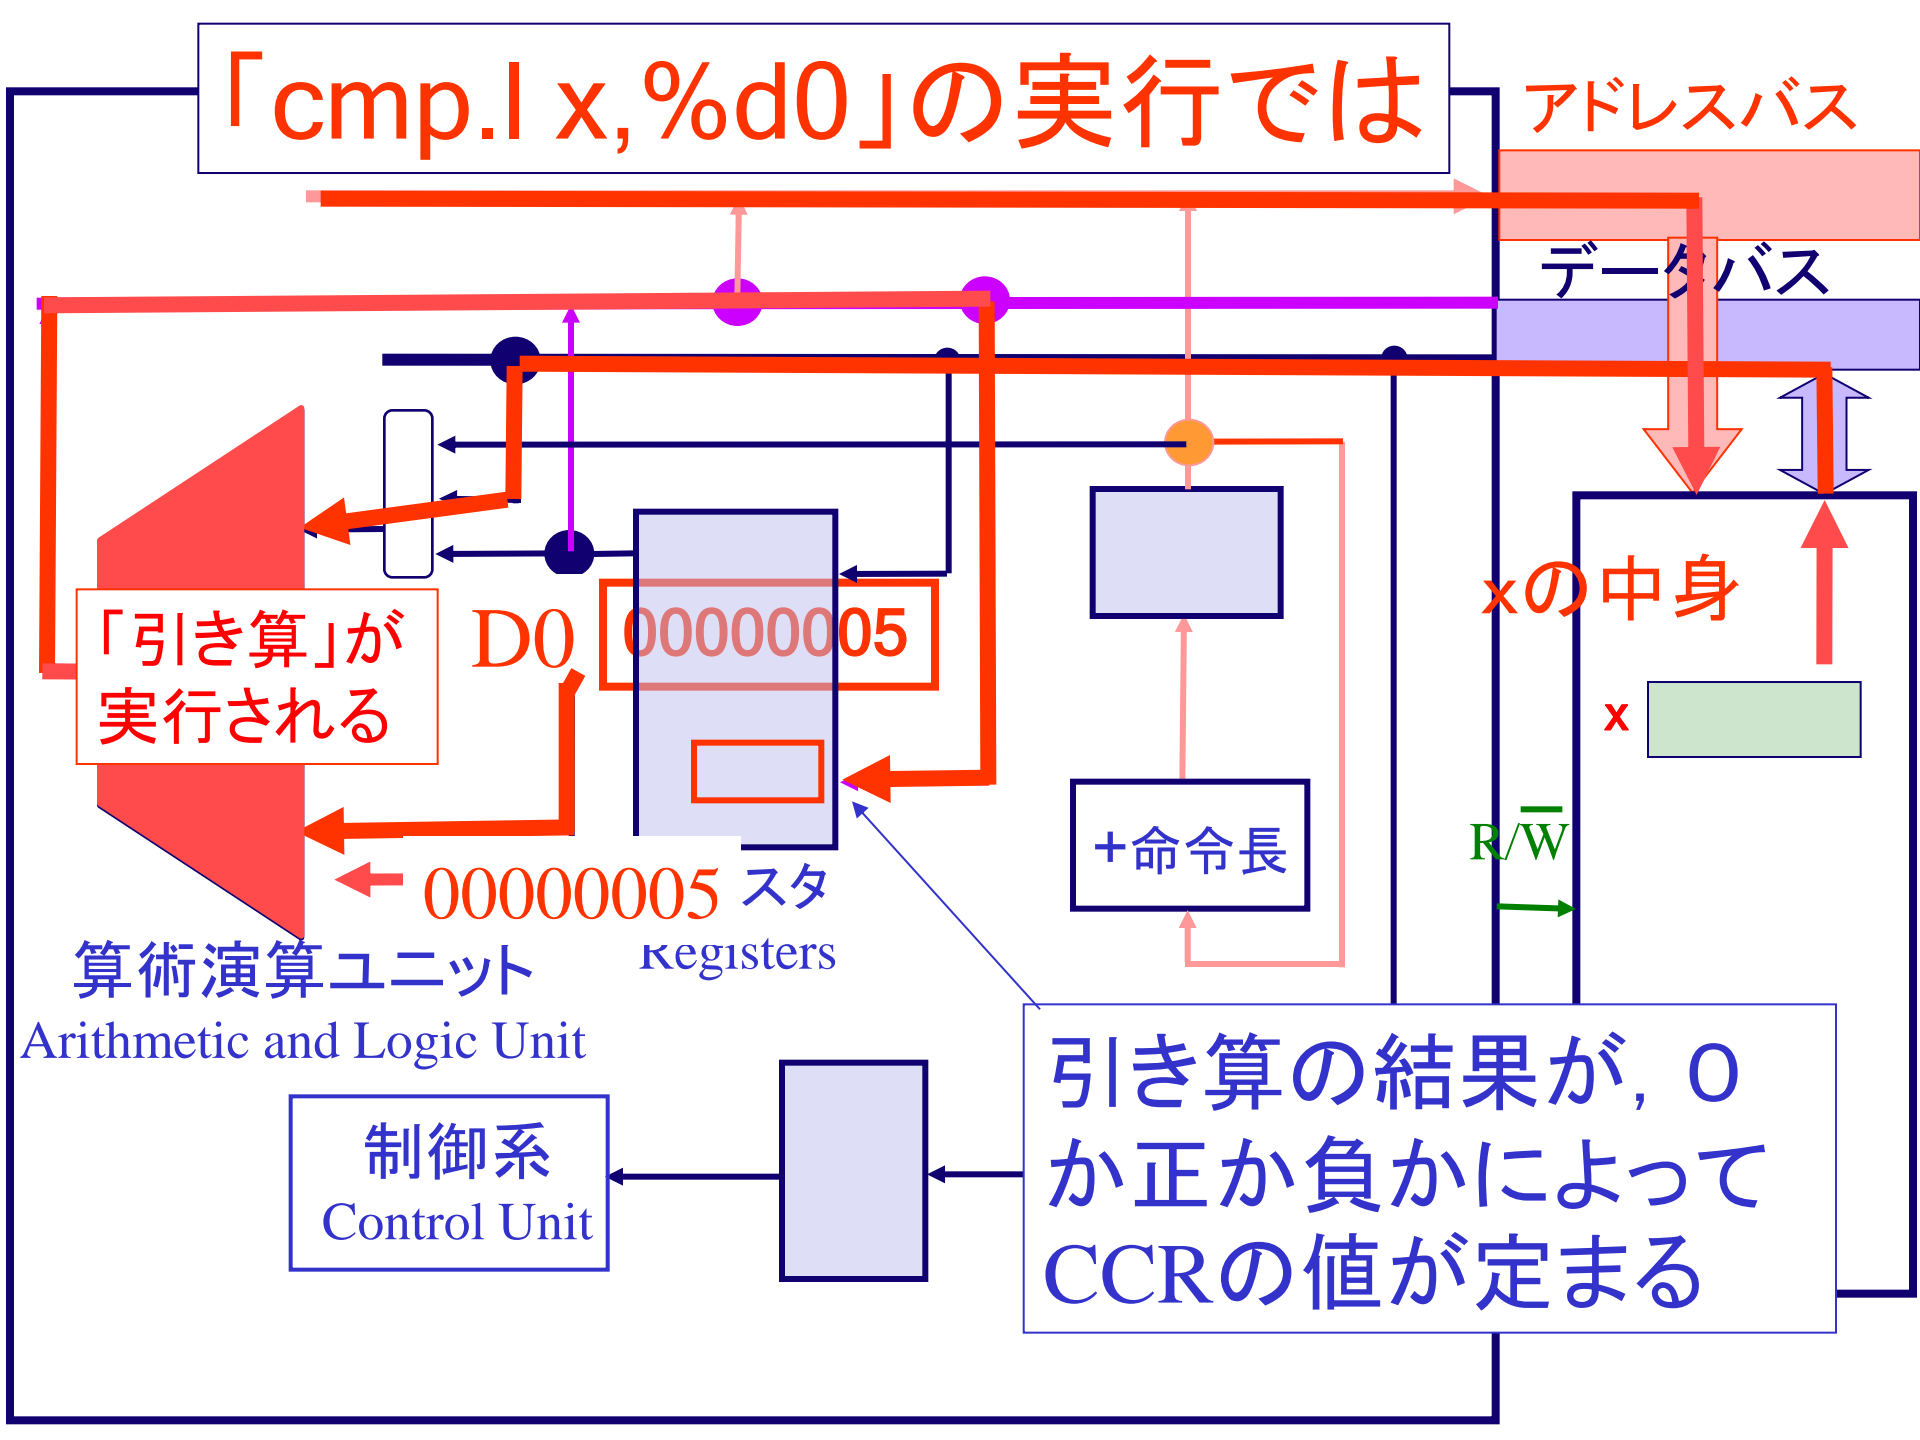 「cmp.l x,%d0」の実行では
アドレスバス
データバス
xの中身
x
「引き算」が
実行される
D0
00000005
+命令長
R/W
00000005
スタ
Registers
算術演算ユニット
Arithmetic and Logic Unit
制御系
Control Unit
引き算の結果が, 0
か正か負かによって
CCRの値が定まる